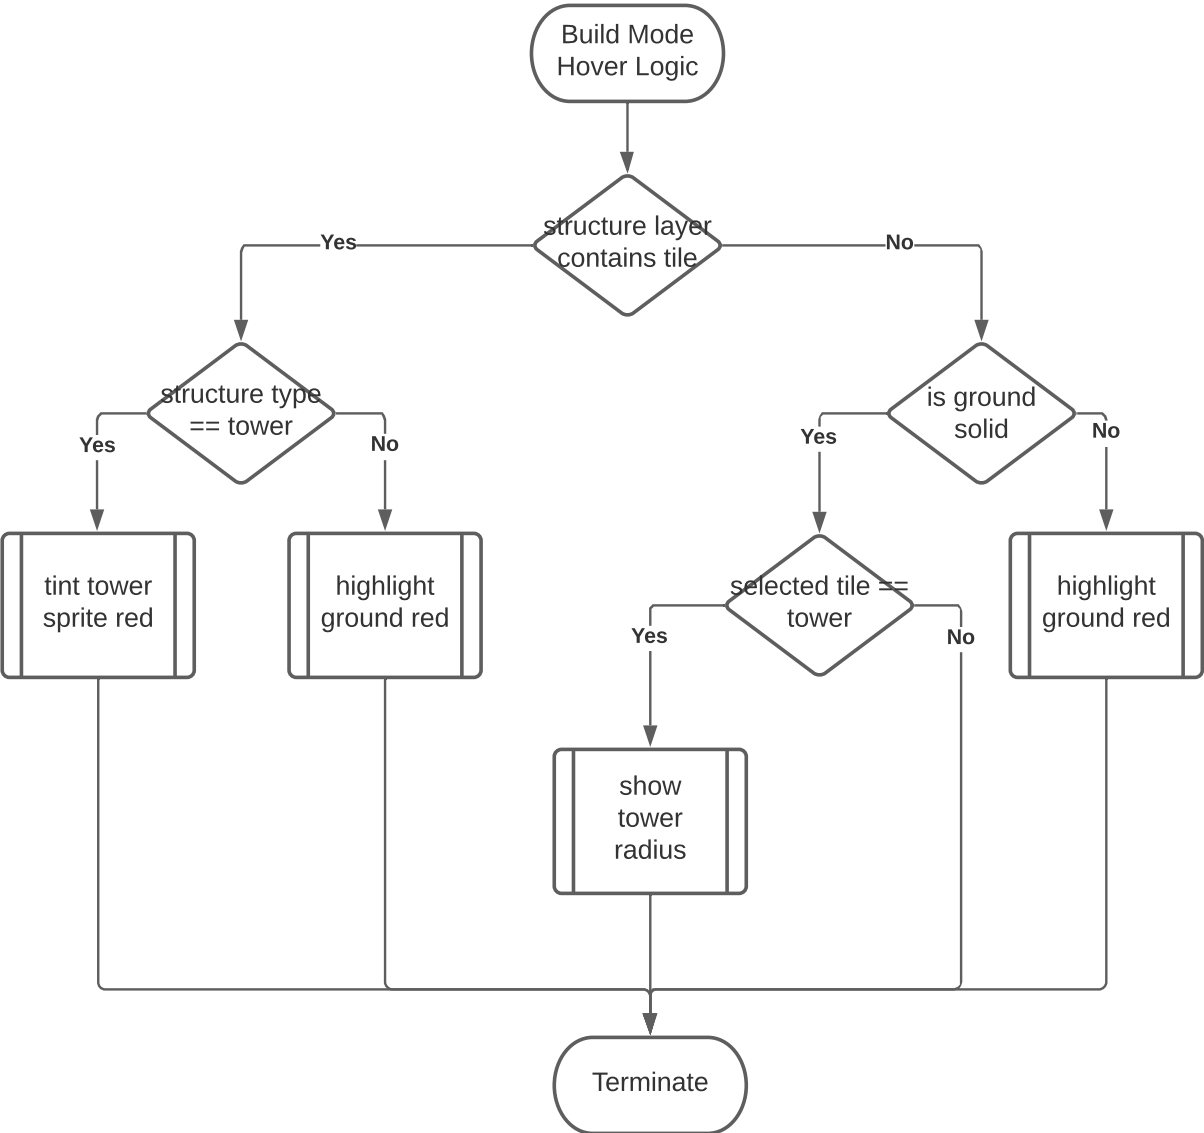 Build Mode
Hover Logic
structure layer
contains tile
Yes
No
structure type
== tower
is ground
solid
Yes
No
Yes
No
tint tower
sprite red
highlight
ground red
selected tile ==
tower
highlight
ground red
Yes
No
show
tower
radius
Terminate